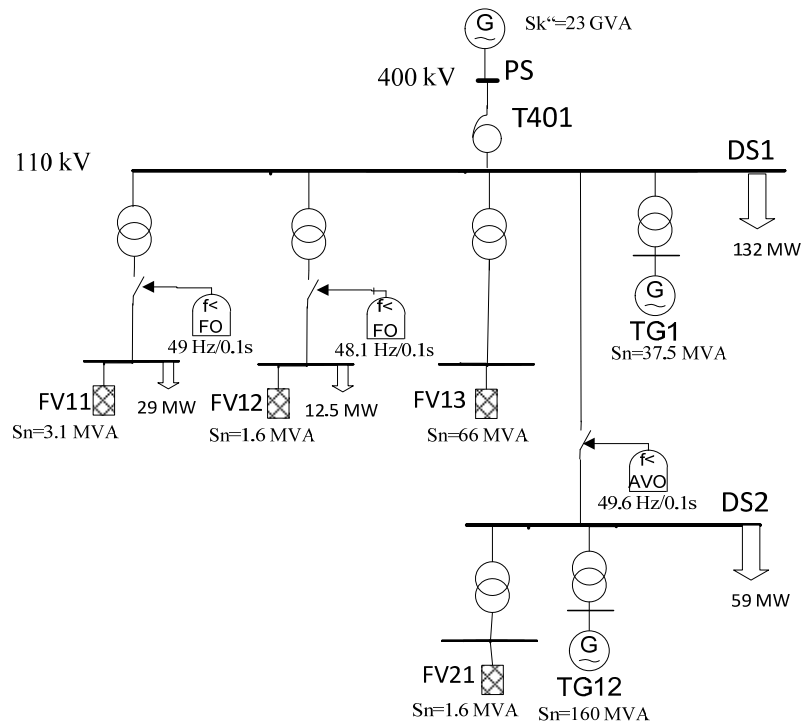 G
Sk“=23 GVA
400 kV
PS
T401
110 kV
DS1
132 MW
G
TG1
Sn=37.5 MVA
f<
FO
49 Hz/0.1s
f<
FO
48.1 Hz/0.1s
FV11
29 MW
Sn=3.1 MVA
FV12
12.5 MW
Sn=1.6 MVA
FV13
Sn=66 MVA
f<
AVO
49.6 Hz/0.1s
DS2
59 MW
G
FV21
Sn=1.6 MVA
TG12
Sn=160 MVA